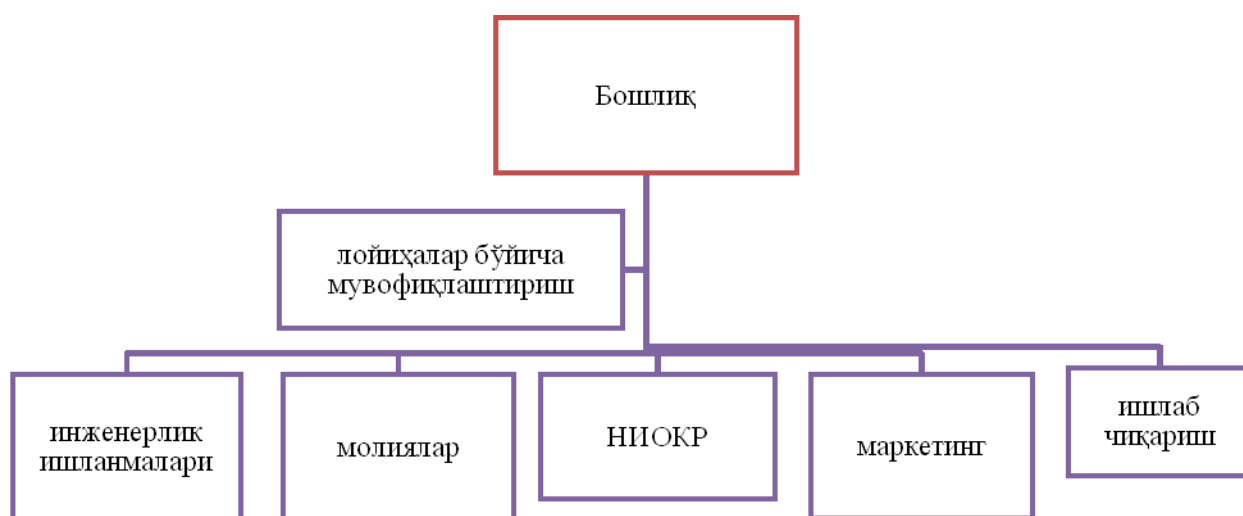 Бошлиқ
лойиҳалар бўйича
мувофиқлаштириш
инженерлик
ишланмалари
молиялар
НИОКР
маркетинг
ишлаб
чиқариш